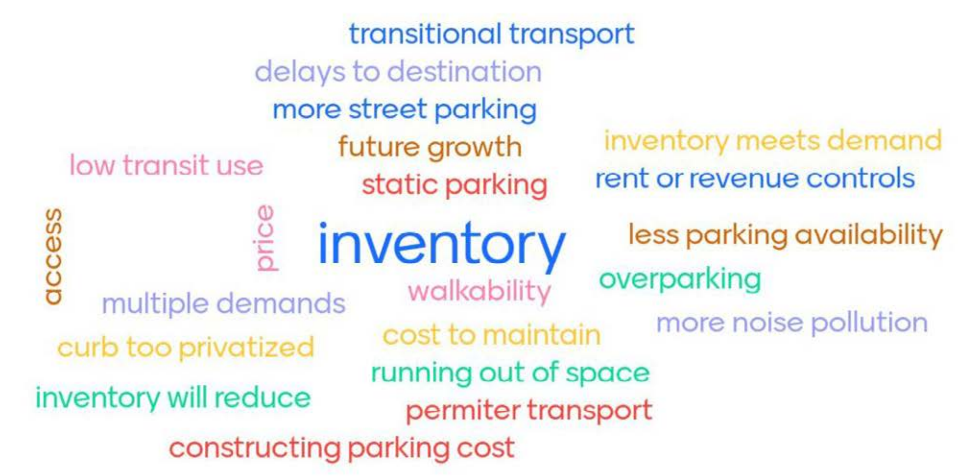 transitional transport
delays to destination
more street parking
future growth
inventory meets demand
low transit use
static parking
rent or revenue controls
access
price
inventory
less parking availability
overparking
walkability
multiple demands
more noise pollution
cost to maintain
curb too privatized
running out of space
inventory will reduce
permiter transport
constructing parking cost